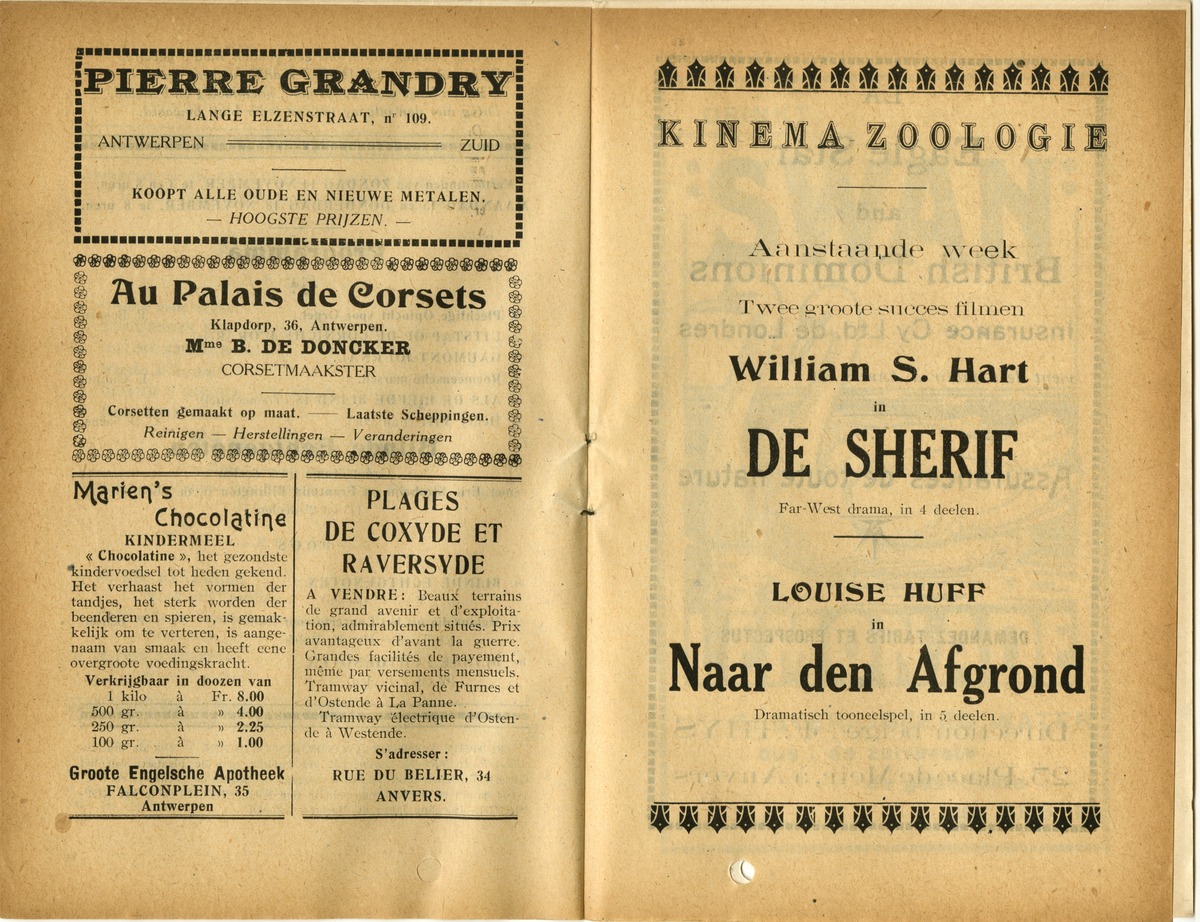 PIERRE GRANDRY
LANGE ELZENSTRAAT, nr 109.
ANTWERPEN ZUID
KOOPT ALLE OUDE EN NIEUWE METALEN.
— HOOGSTE PRIJZEN. —
Au Palais de Corsets
Klapdorp, 36, Antwerpen.
Mme B. DE DONCKER
CORSETMAAKSTER
Corsetten gemaakt op maat. — Laatste Scheppingen.
Reinigen — Herstellingen — Veranderingen
Marien's
Chocolatine
KINDERMEEL
« Chocolatine », het gezondste
kindervoedsel tot heden gekend.
Het verhaast het vormen der
tandjes, het sterk worden der
beenderen en spieren, is gemak-
kelijk om te verteren, is aange-
naam van smaak en heeft eene
overgroote voedingskracht.
Verkrijgbaar in doozen van
1 kilo à Fr. 8.00
500 gr. à » 4.00
250 gr. à » 2.25
100 gr. à » 1.00
Groote Engelsche Apotheek
FALCONPLEIN, 35
Antwerpen
PLAGES
DE COXYDE ET
RAVERSYDE
A VENDRE : Beaux terrains
de grand avenir et d'exploita-
tion, admirablement situés. Prix
avantageux d'avant la guerre.
Grandes facilités de payement,
même par versements mensuels.
Tramway vicinal, de Furnes et
d'Ostende à La Panne.
Tramway électrique d'Osten-
de à Westende.
S'adresser :
RUE DU BELIER, 34
ANVERS.
KINEMA ZOOLOGIE
Aanstaande week
Twee groote succes filmen
William S. Hart
in
DE SHERIF
Far-West drama, in 4 deelen.
LOUISE HUFF
in
Naar den Afgrond
Dramatisch tooneelspel, in 5 deelen.